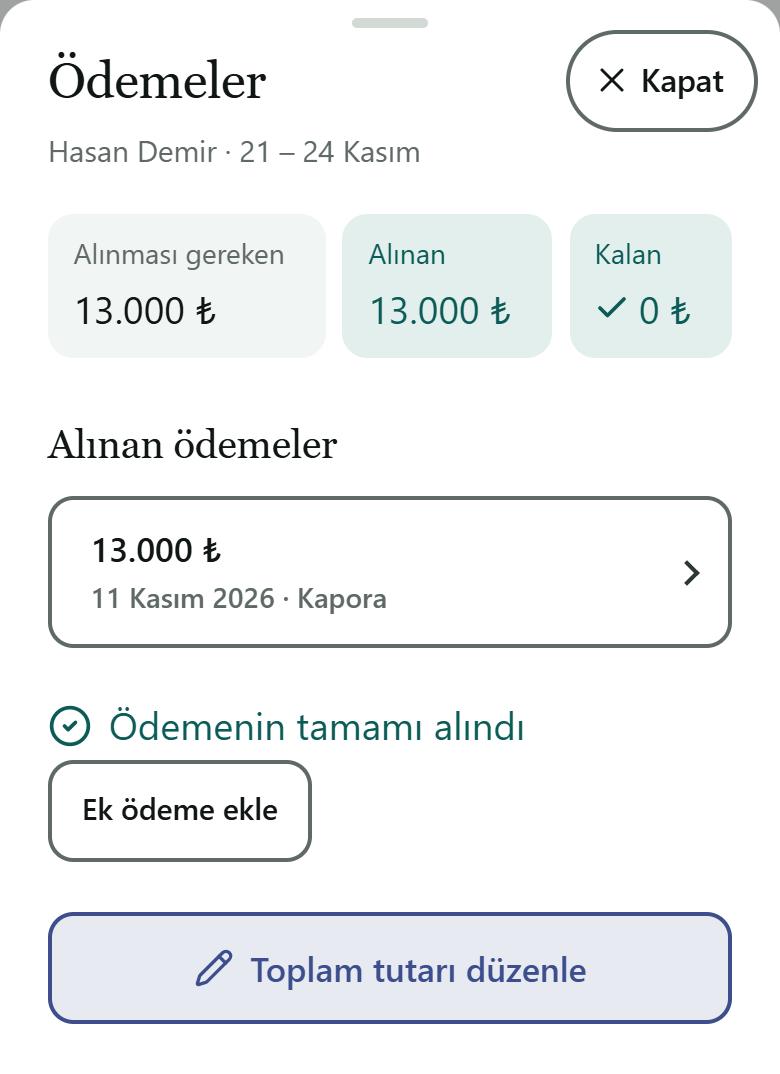 Ödemeler
Kapat
Hasan Demir · 21 – 24 Kasım
Alınması gereken
13.000 ₺
Alınan
13.000 ₺
Kalan
0 ₺
Alınan ödemeler
13.000 ₺
11 Kasım 2026 · Kapora
Ödemenin tamamı alındı
Ek ödeme ekle
Toplam tutarı düzenle